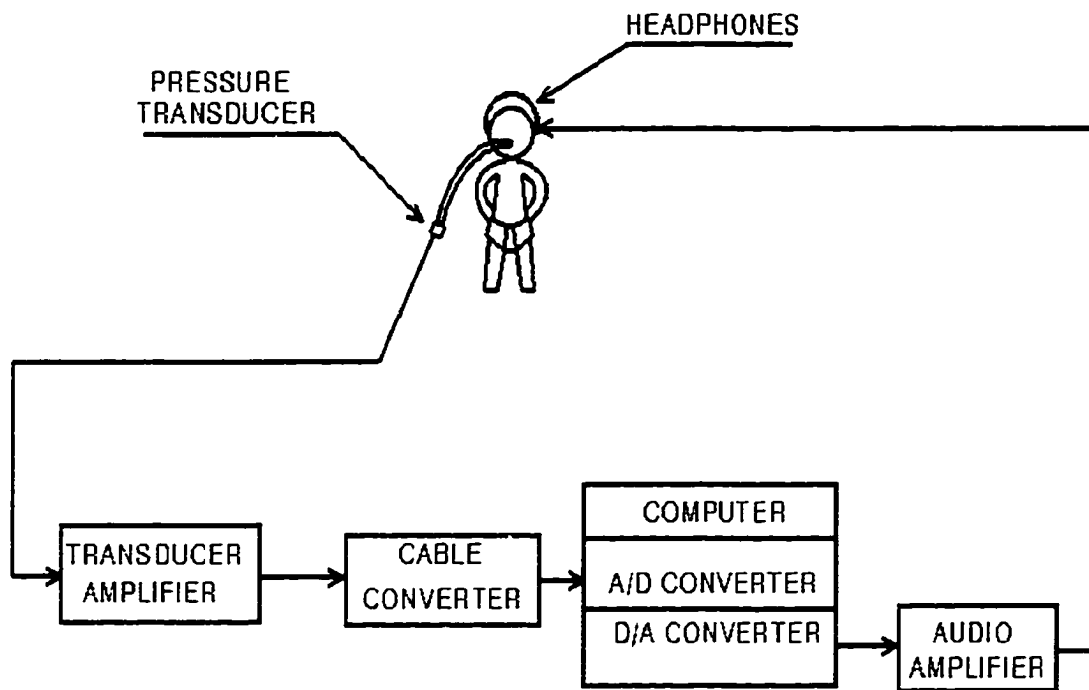 HEADPHONES
PRESSURE
TRANSDUCER
TRANSDUCER
AMPLIFIER
CABLE
CONVERTER
COMPUTER
A/D CONVERTER
D/A CONVERTER
AUDIO
AMPLIFIER